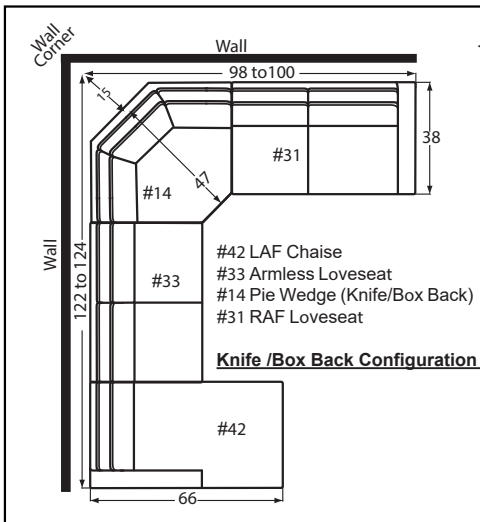 Wall
Corner
Wall
98 to100
15
38
#31
47
#14
Wall
122 to 124
#33
#42 LAF Chaise
#33 Armless Loveseat
#14 Pie Wedge (Knife/Box Back)
#31 RAF Loveseat
Knife /Box Back Configuration
#42
66